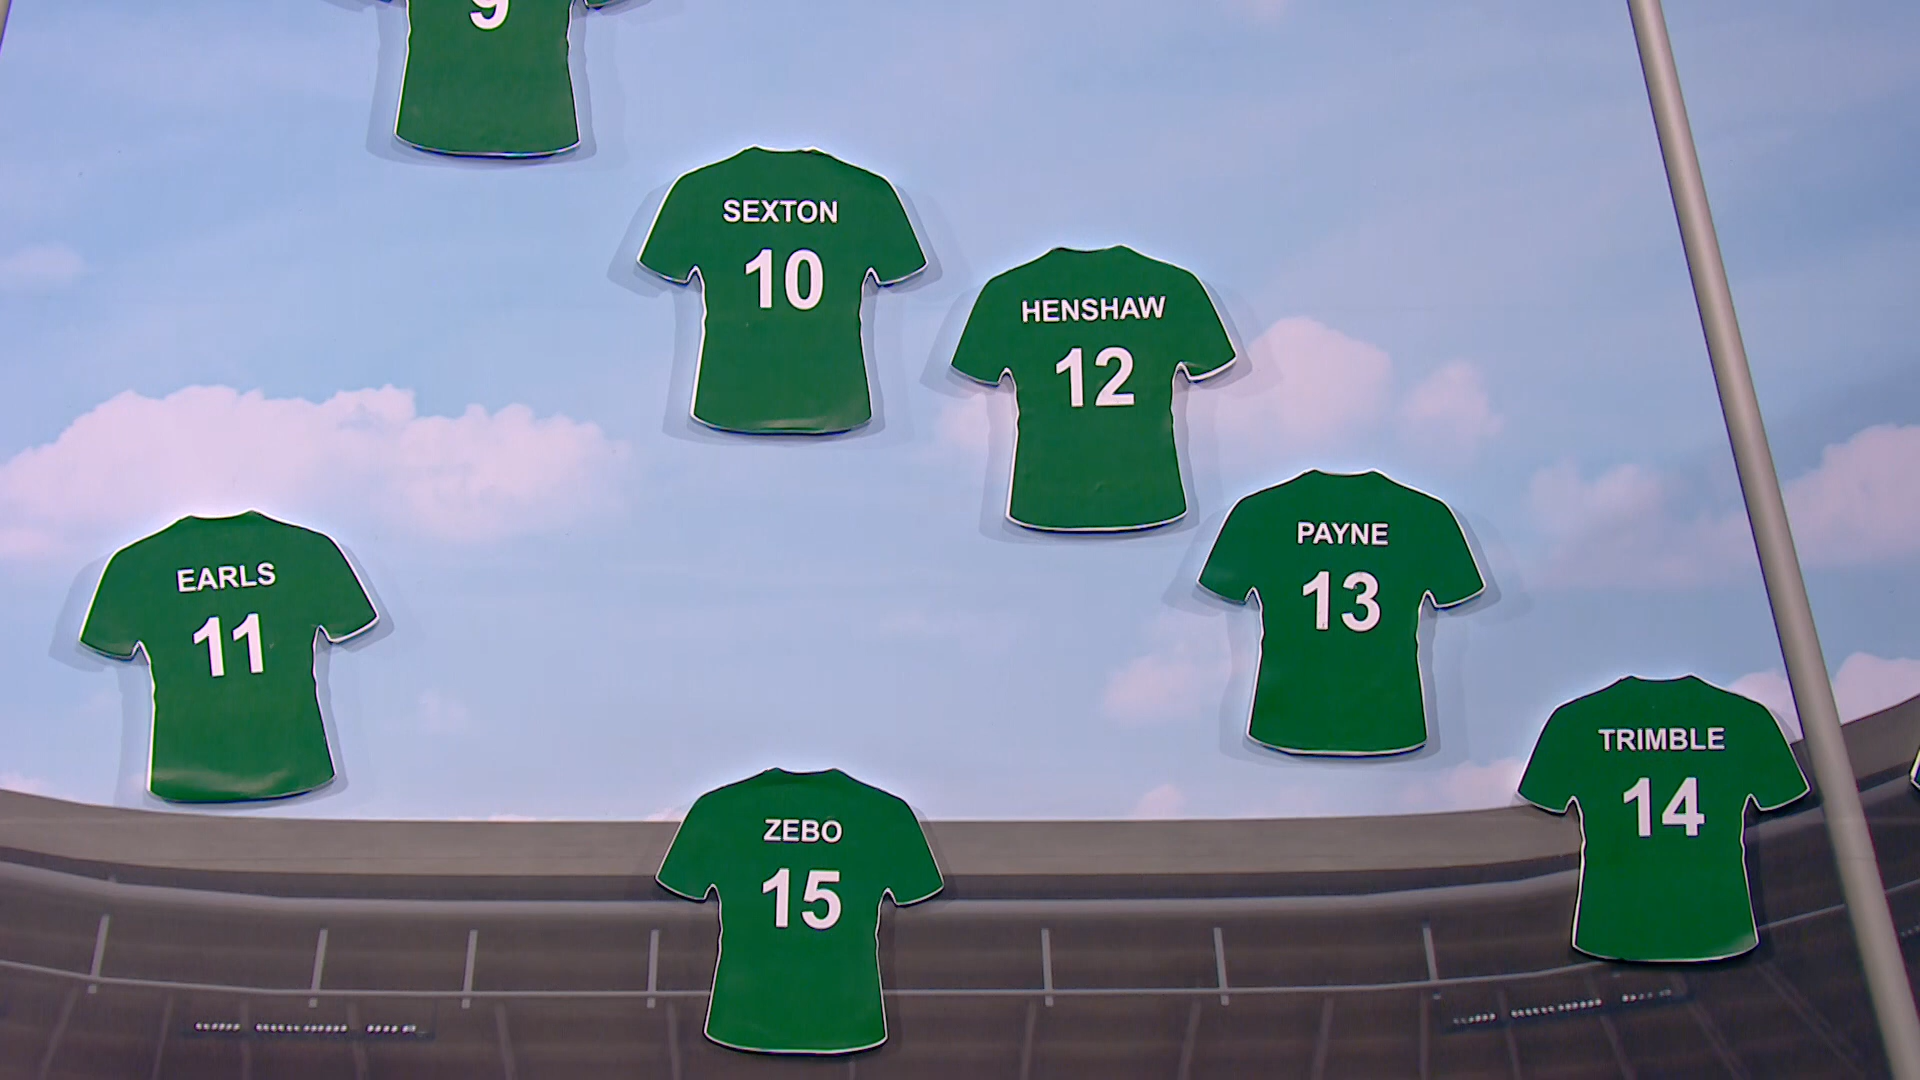 9
SEXTON
10
HENSHAW
12
PAYNE
13
EARLS
11
TRIMBLE
14
ZEBO
15